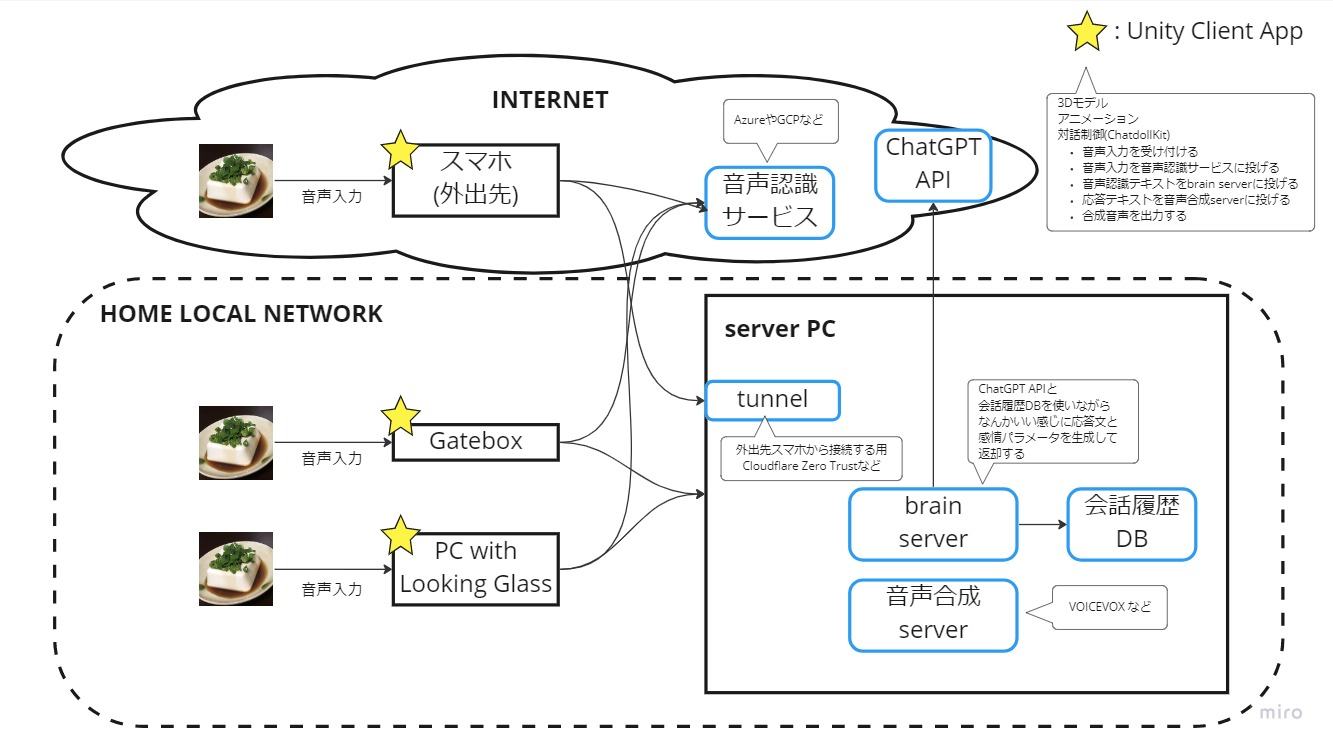 : Unity Client App
3Dモデル
アニメーション
対話制御(ChatdollKit)
• 音声入力を受け付ける
• 音声入力を音声認識サービスに投げる
• 音声認識テキストをbrain serverに投げる
• 応答テキストを音声合成serverに投げる
• 合成音声を出力する
INTERNET
音声入力
スマホ
(外出先)
AzureやGCPなど
音声認識
サービス
ChatGPT
API
HOME LOCAL NETWORK
音声入力
Gatebox
音声入力
PC with
Looking Glass
server PC
tunnel
外出先スマホから接続する用
Cloudflare Zero Trustなど
ChatGPT APIと
会話履歴DBを使いながら
なんかいい感じに応答文と
感情パラメータを生成して
返却する
brain
server
会話履歴
DB
音声合成
server
VOICEVOX など
miro